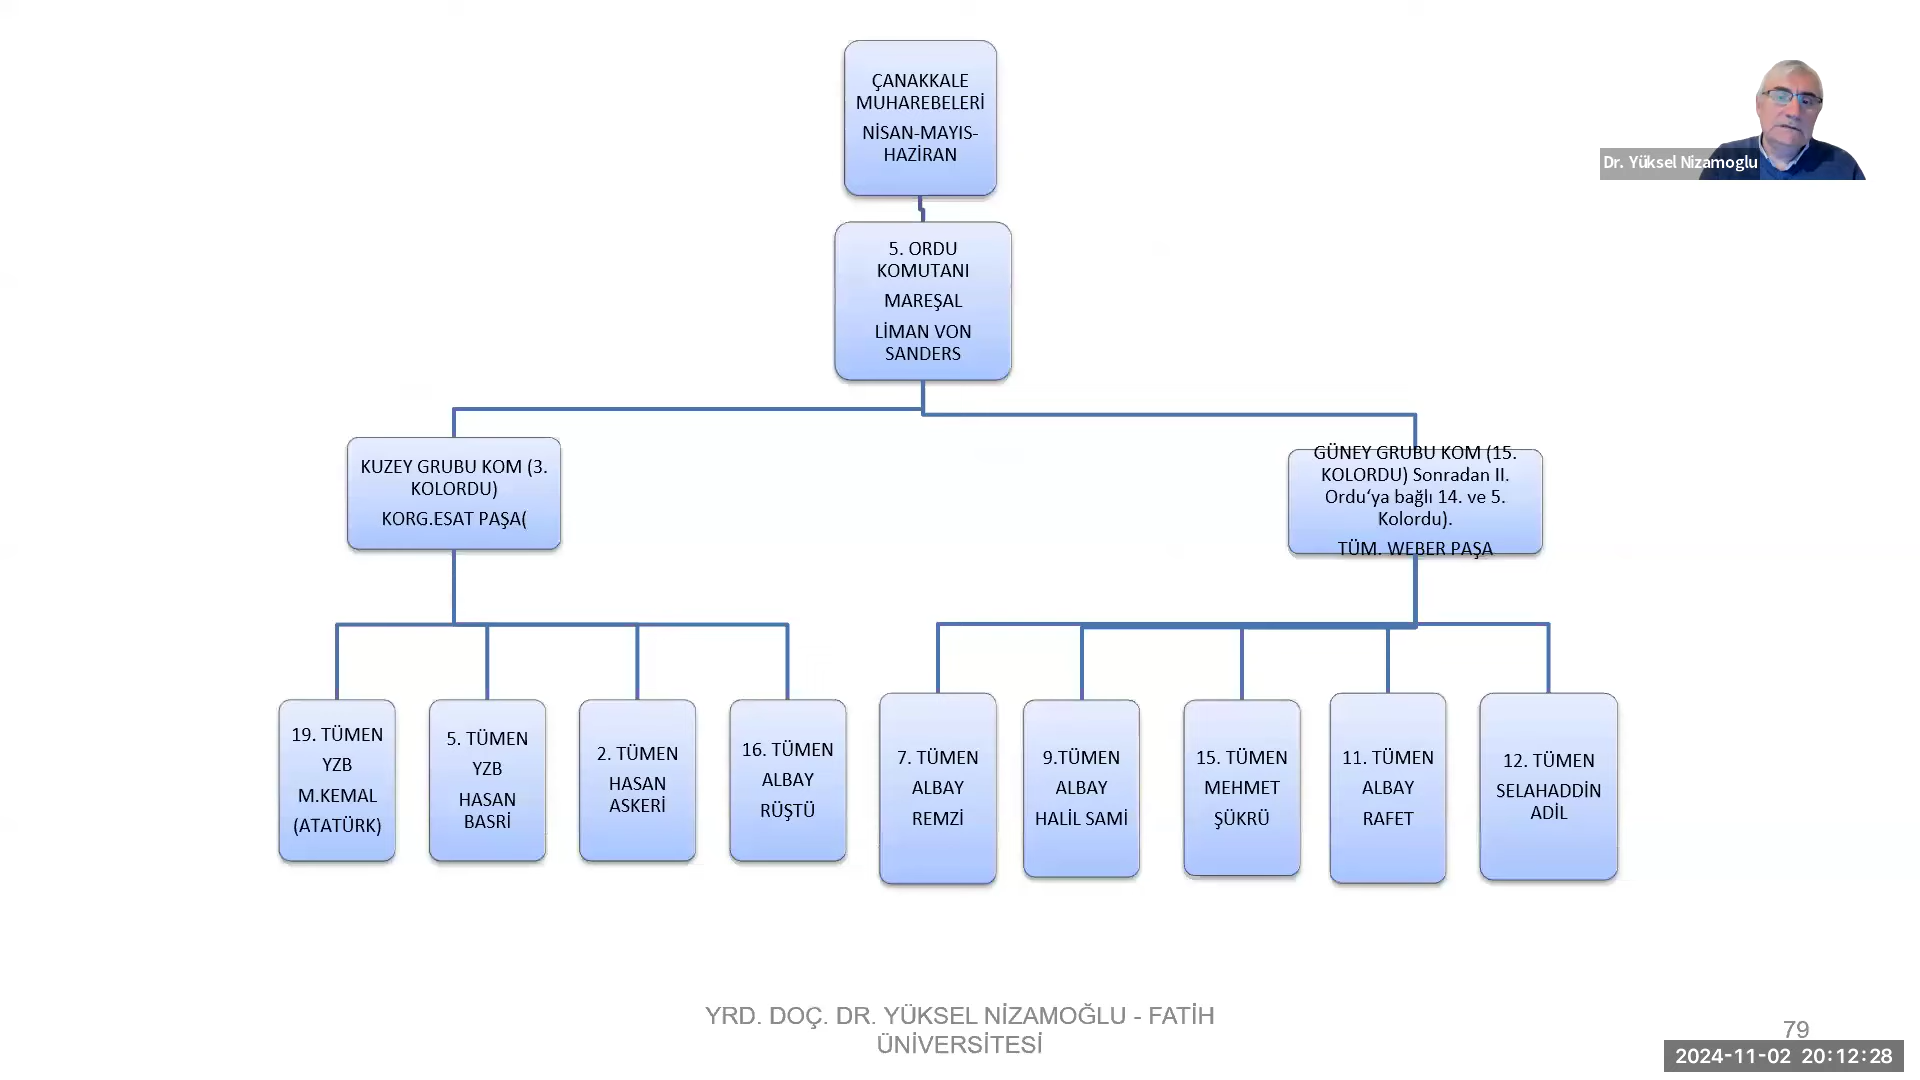 ÇANAKKALE
MUHAREBELERİ
NİSAN-MAYIS-
HAZİRAN
Dr. Yüksel Nizamoglu
5. ORDU
KOMUTANI
MAREŞAL
LİMAN VON
SANDERS
KUZEY GRUBU KOM (3.
KOLORDU)
KORG.ESAT PAŞA(
GÜNEY GRUBU KOM (15.
KOLORDU) Sonradan II.
Ordu‘ya bağlı 14. ve 5.
Kolordu).
TÜM. WEBER PAŞA
19. TÜMEN
YZB
M.KEMAL
(ATATÜRK)
5. TÜMEN
YZB
HASAN
BASRİ
2. TÜMEN
HASAN
ASKERİ
16. TÜMEN
ALBAY
RÜŞTÜ
7. TÜMEN
ALBAY
REMZİ
9.TÜMEN
ALBAY
HALİL SAMİ
15. TÜMEN
MEHMET
ŞÜKRÜ
11. TÜMEN
ALBAY
RAFET
12. TÜMEN
SELAHADDİN
ADİL
YRD. DOÇ. DR. YÜKSEL NİZAMOĞLU - FATİH
ÜNİVERSİTESİ
79
2024-11-02 20:12:28